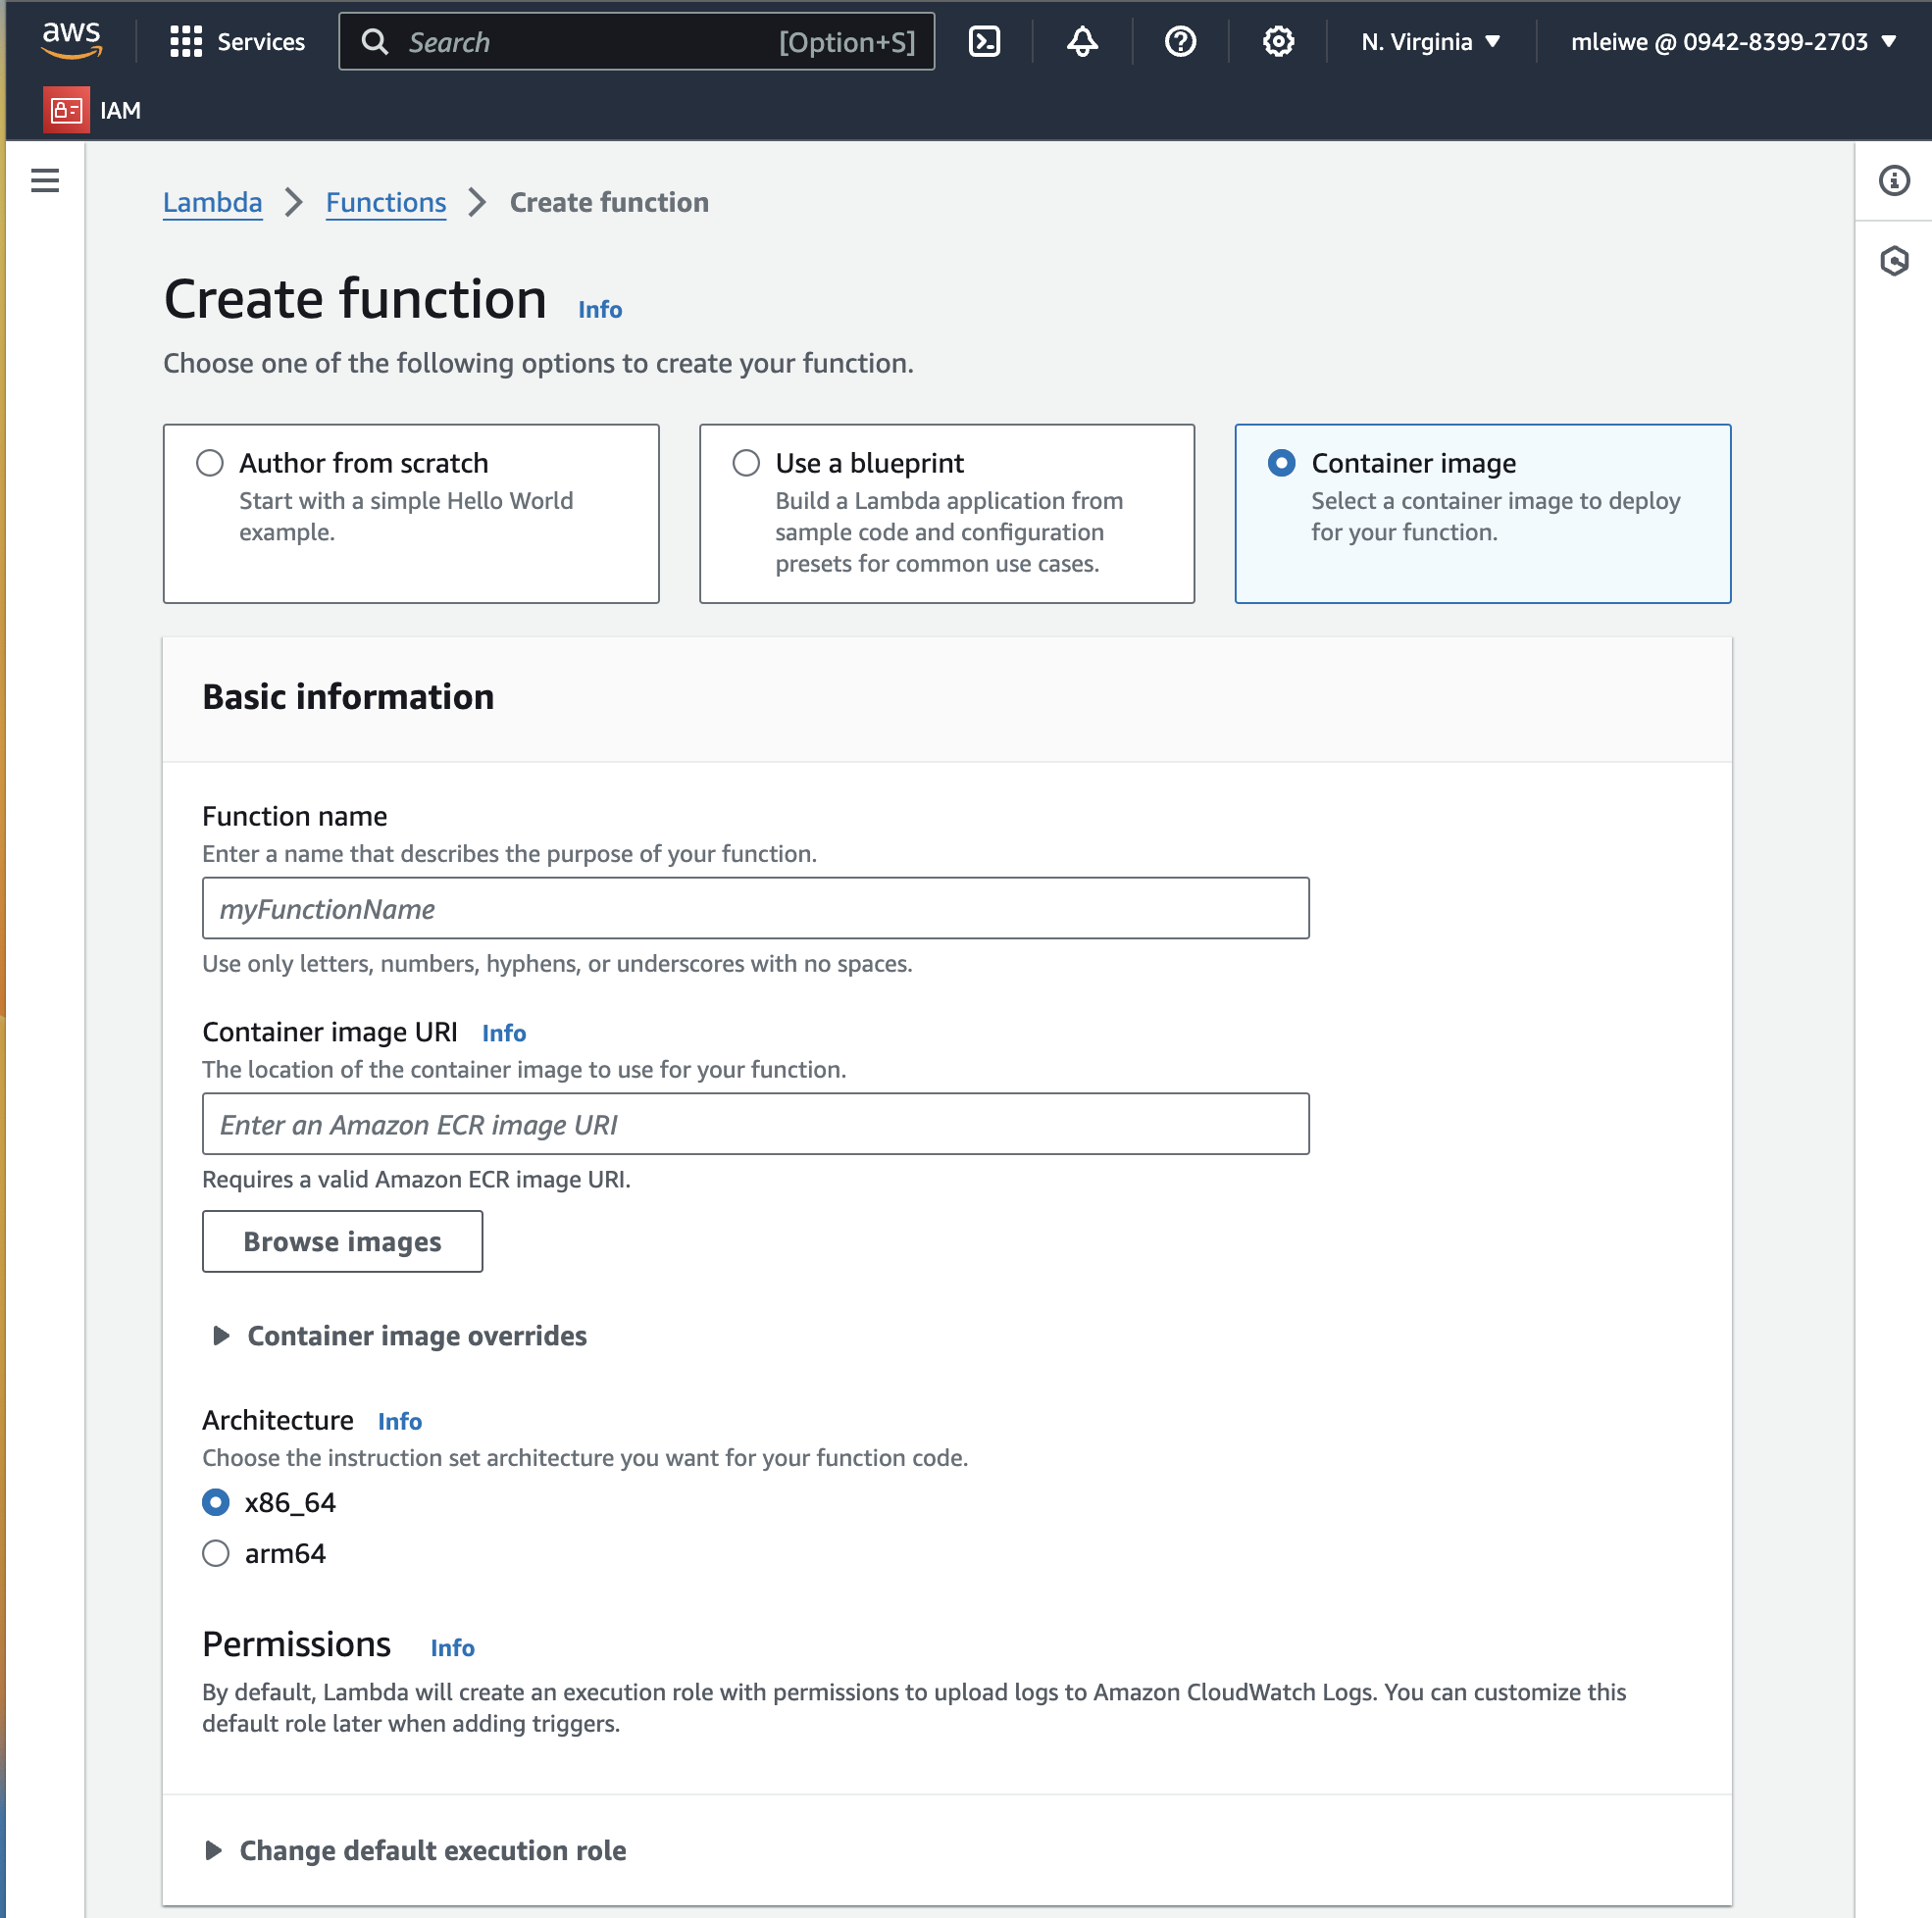 aws
Services
Search [Option+S]
N. Virginia
mleiwe @ 0942-8399-2703
IAM
Lambda
Functions
Create function
Create function Info
Choose one of the following options to create your function.
Author from scratch
Start with a simple Hello World
example.
Use a blueprint
Build a Lambda application from
sample code and configuration
presets for common use cases.
Container image
Select a container image to deploy
for your function.
Basic information
Function name
Enter a name that describes the purpose of your function.
myFunctionName
Use only letters, numbers, hyphens, or underscores with no spaces.
Container image URI Info
The location of the container image to use for your function.
Enter an Amazon ECR image URI
Requires a valid Amazon ECR image URI.
Browse images
Container image overrides
Architecture Info
Choose the instruction set architecture you want for your function code.
x86_64
arm64
Permissions Info
By default, Lambda will create an execution role with permissions to upload logs to Amazon CloudWatch Logs. You can customize this
default role later when adding triggers.
Change default execution role